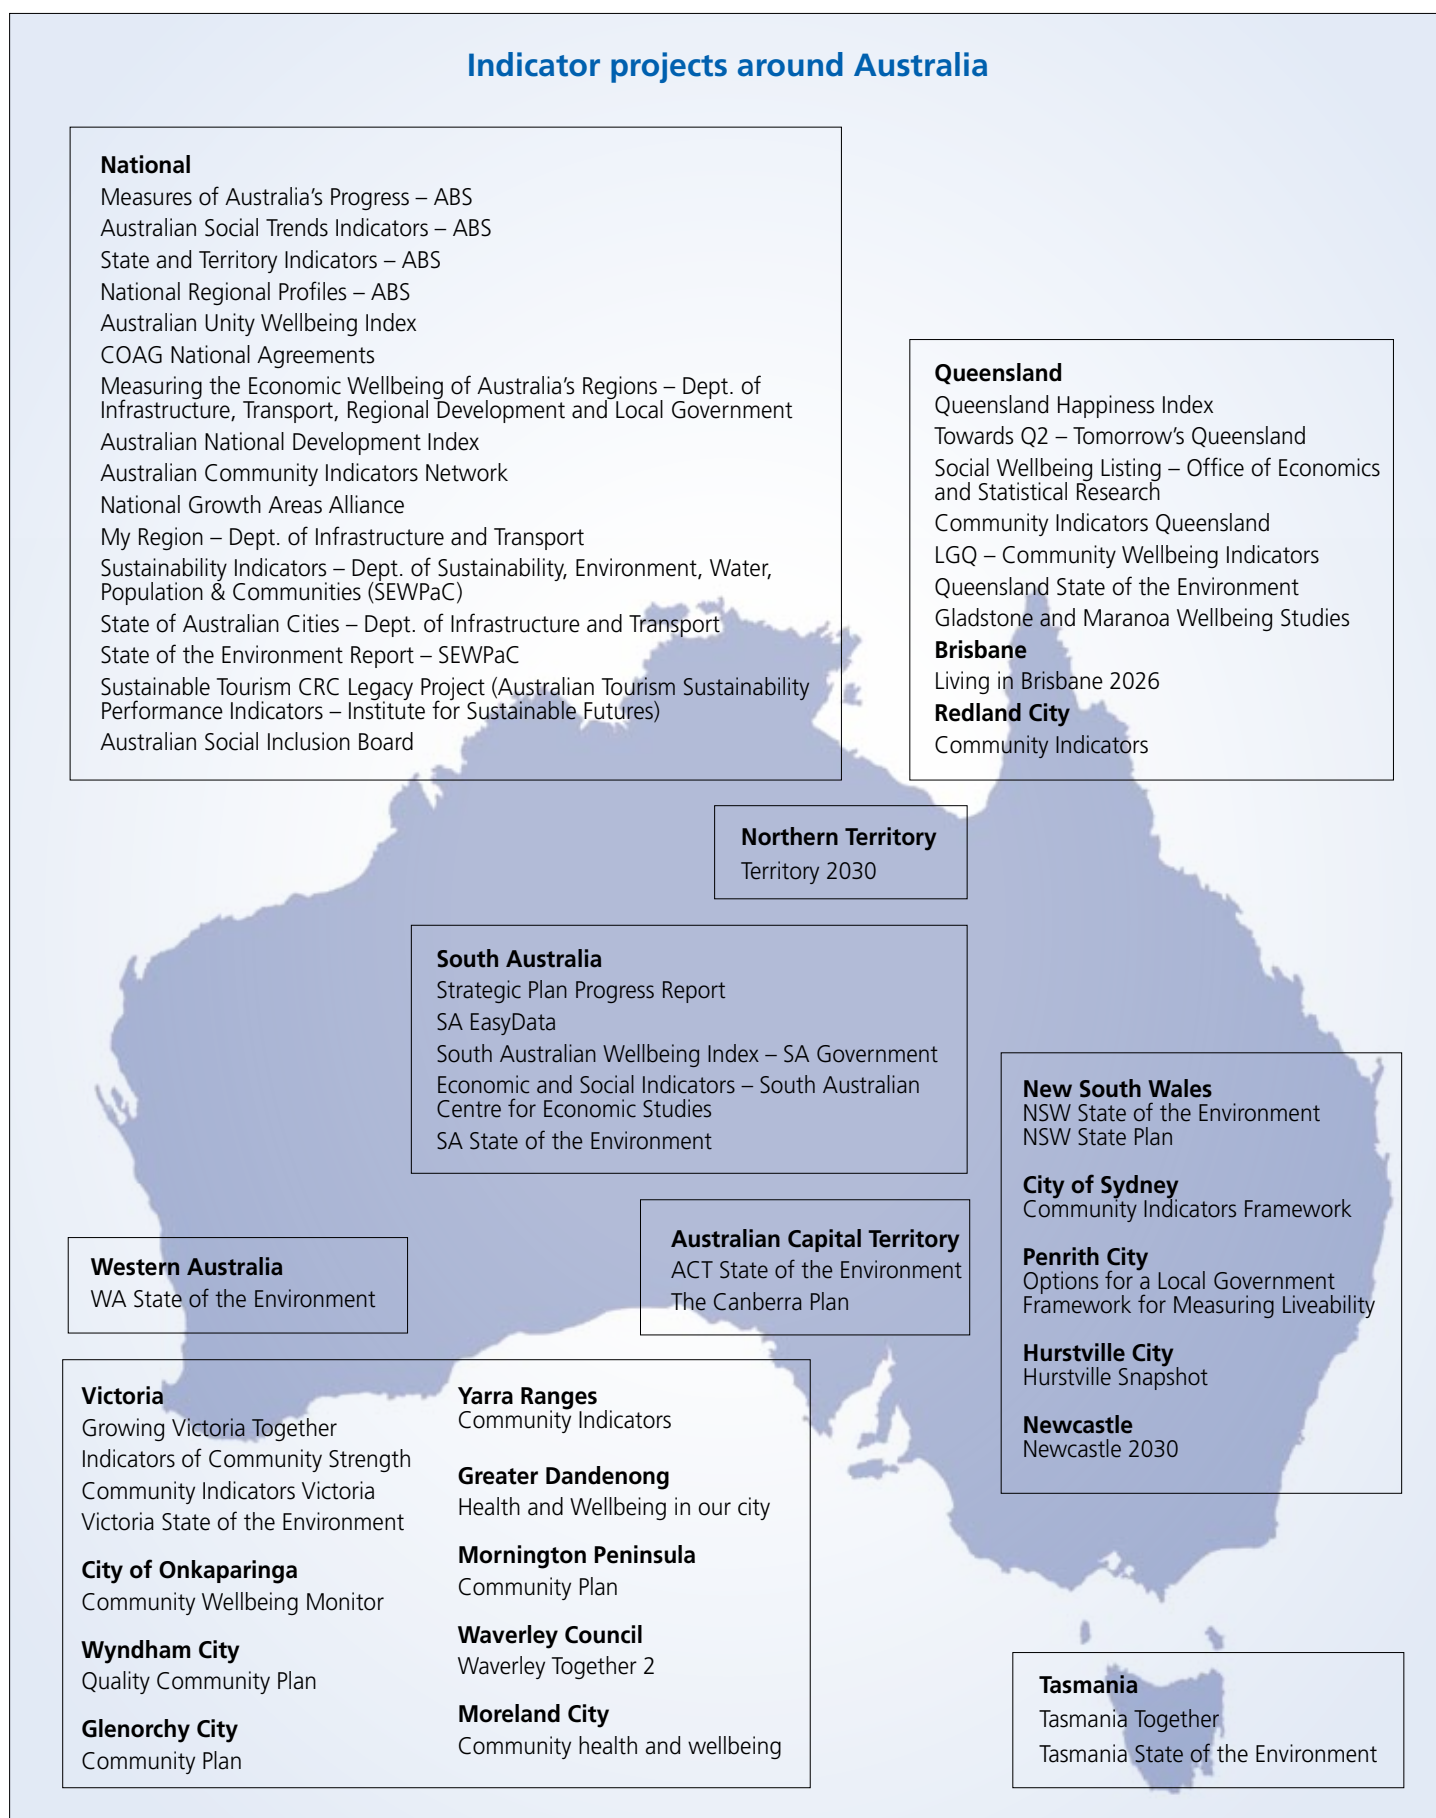 Indicator projects around Australia
National
Measures of Australia’s Progress – ABS
Australian Social Trends Indicators – ABS
State and Territory Indicators – ABS
National Regional Profiles – ABS
Australian Unity Wellbeing Index
COAG National Agreements
Measuring the Economic Wellbeing of Australia’s Regions – Dept. of
Infrastructure, Transport, Regional Development and Local Government
Australian National Development Index
Australian Community Indicators Network
National Growth Areas Alliance
My Region – Dept. of Infrastructure and Transport
Sustainability Indicators – Dept. of Sustainability, Environment, Water,
Population & Communities (SEWPaC)
State of Australian Cities – Dept. of Infrastructure and Transport
State of the Environment Report – SEWPaC
Sustainable Tourism CRC Legacy Project (Australian Tourism Sustainability
Performance Indicators – Institute for Sustainable Futures)
Australian Social Inclusion Board
Queensland
Queensland Happiness Index
Towards Q2 – Tomorrow’s Queensland
Social Wellbeing Listing – Office of Economics
and Statistical Research
Community Indicators Queensland
LGQ – Community Wellbeing Indicators
Queensland State of the Environment
Gladstone and Maranoa Wellbeing Studies
Brisbane
Living in Brisbane 2026
Redland City
Community Indicators
Northern Territory
Territory 2030
South Australia
Strategic Plan Progress Report
SA EasyData
South Australian Wellbeing Index – SA Government
Economic and Social Indicators – South Australian
Centre for Economic Studies
SA State of the Environment
New South Wales
NSW State of the Environment
NSW State Plan
City of Sydney
Community Indicators Framework
Penrith City
Options for a Local Government
Framework for Measuring Liveability
Hurstville City
Hurstville Snapshot
Newcastle
Newcastle 2030
Australian Capital Territory
ACT State of the Environment
The Canberra Plan
Western Australia
WA State of the Environment
Victoria
Growing Victoria Together
Indicators of Community Strength
Community Indicators Victoria
Victoria State of the Environment
City of Onkaparinga
Community Wellbeing Monitor
Wyndham City
Quality Community Plan
Glenorchy City
Community Plan
Yarra Ranges
Community Indicators
Greater Dandenong
Health and Wellbeing in our city
Mornington Peninsula
Community Plan
Waverley Council
Waverley Together 2
Moreland City
Community health and wellbeing
Tasmania
Tasmania Together
Tasmania State of the Environment